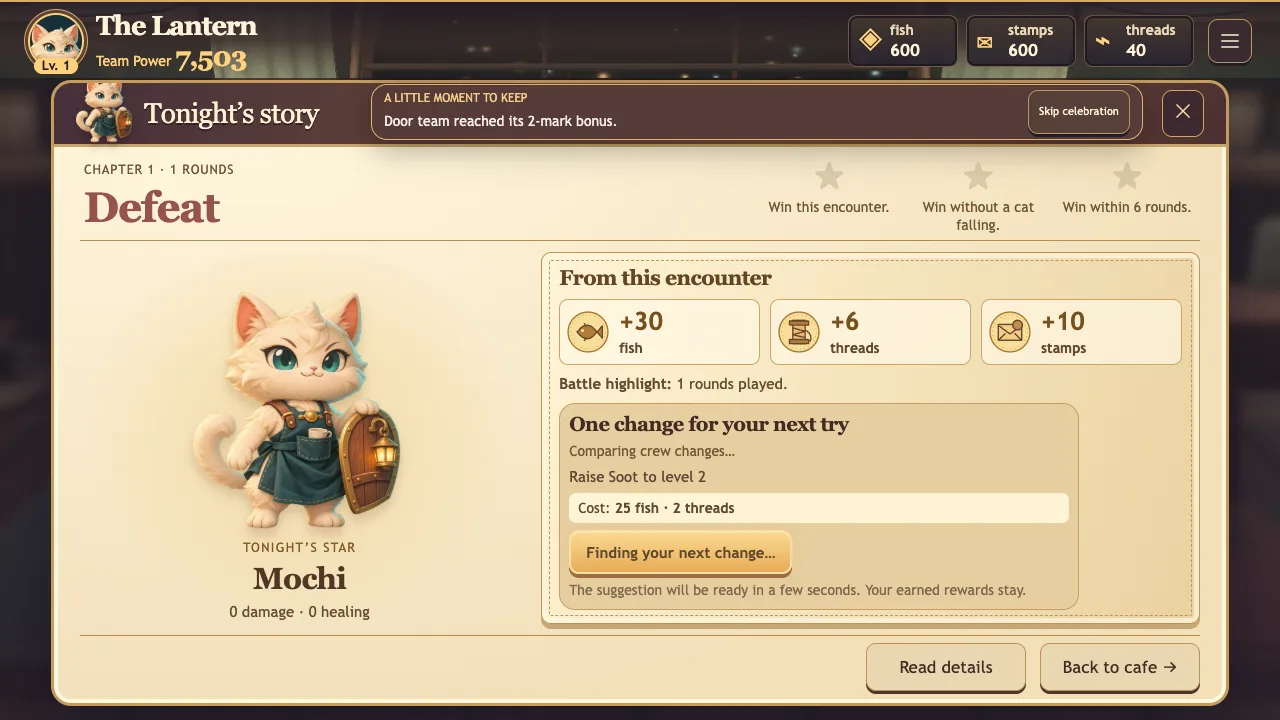 The Lantern
Lv. 1
Team Power 7,503
fish
600
stamps
600
threads
40
Tonight's story
A LITTLE MOMENT TO KEEP
Door team reached its 2-mark bonus.
Skip celebration
CHAPTER 1 · 1 ROUNDS
Defeat
Win this encounter.
Win without a cat
falling.
Win within 6 rounds.
TONIGHT'S STAR
Mochi
0 damage · 0 healing
From this encounter
+30
fish
+6
threads
+10
stamps
Battle highlight: 1 rounds played.
One change for your next try
Comparing crew changes…
Raise Soot to level 2
Cost: 25 fish · 2 threads
Finding your next change…
The suggestion will be ready in a few seconds. Your earned rewards stay.
Read details
Back to cafe →